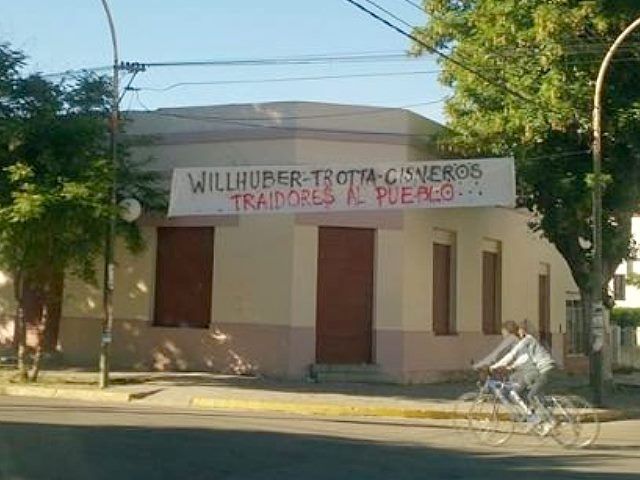 WILLHUBER-TROTTA-CISNEROS
TRAIDORES AL PUEBLO...